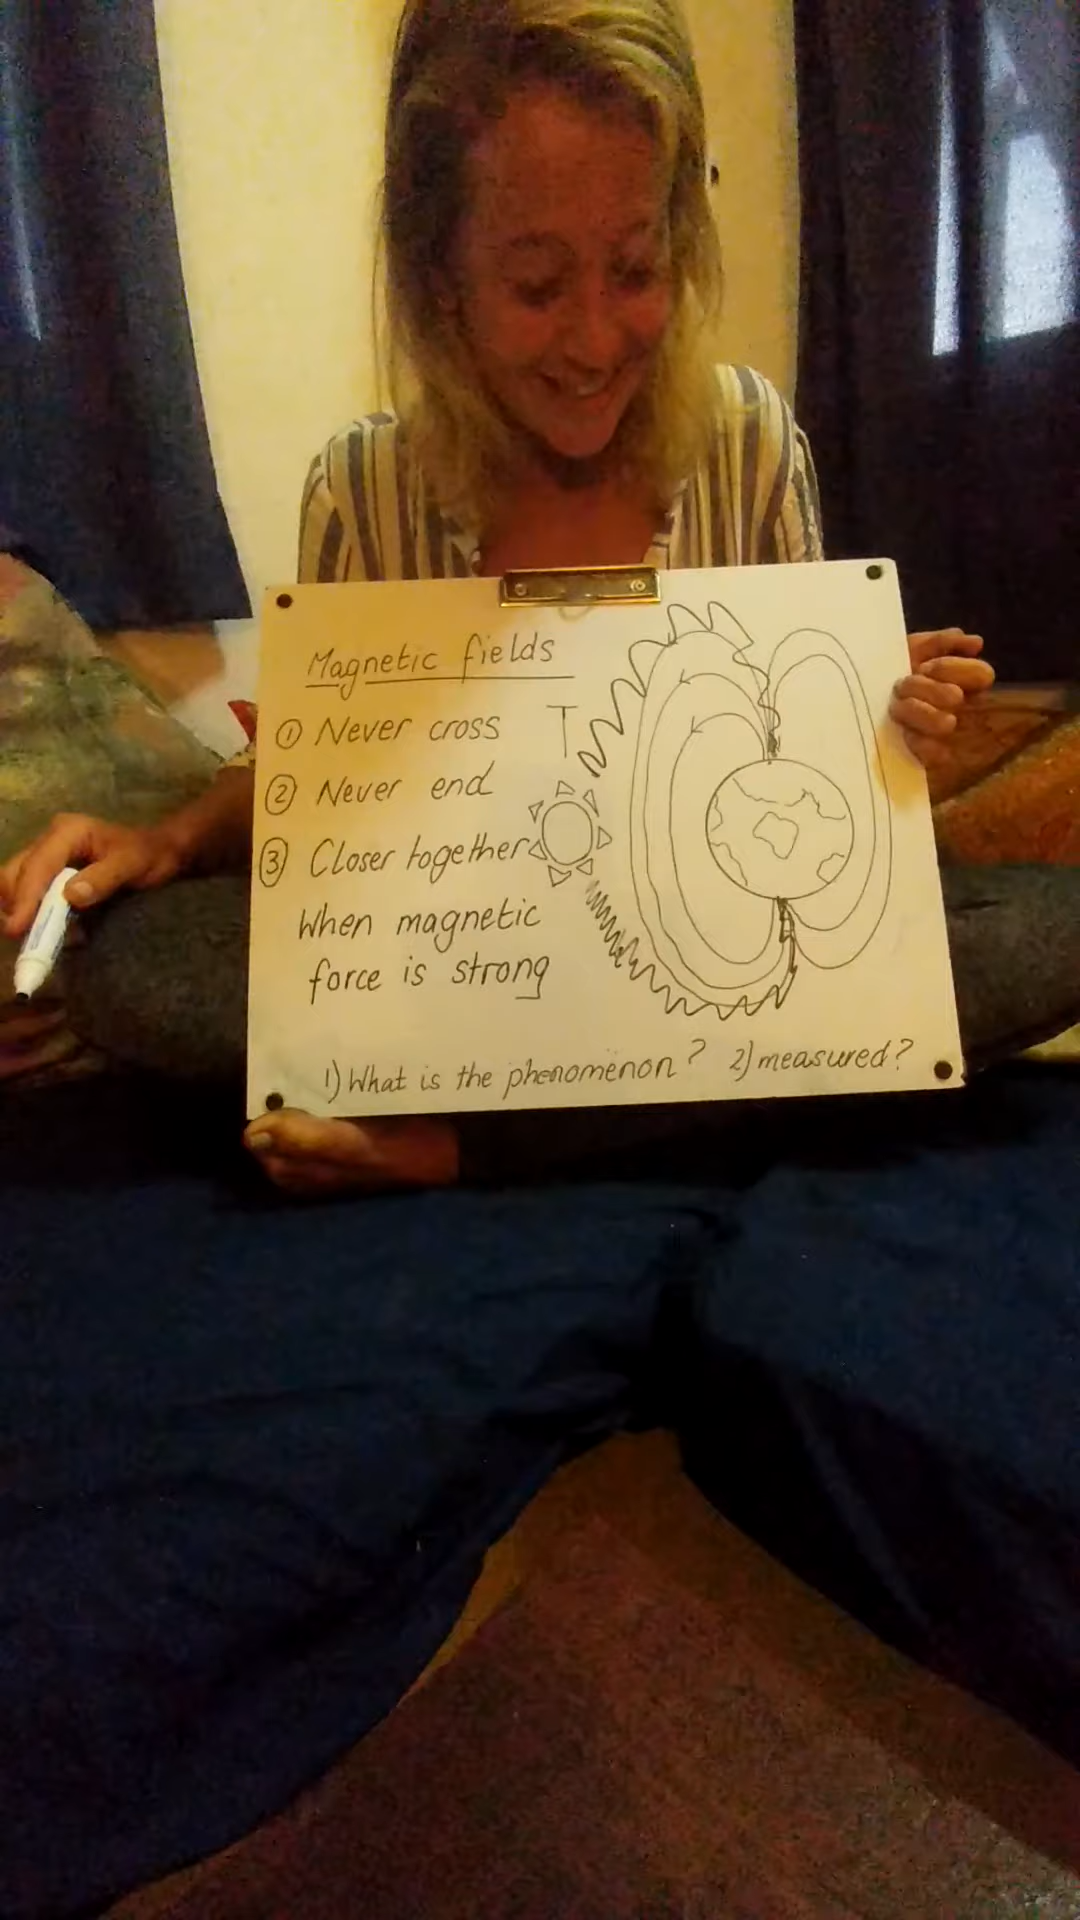 Magnetic fields
① Never cross
T
② Never end
③ Closer together
when magnetic
force is strong
1) What is the phenomenon? 2) measured?